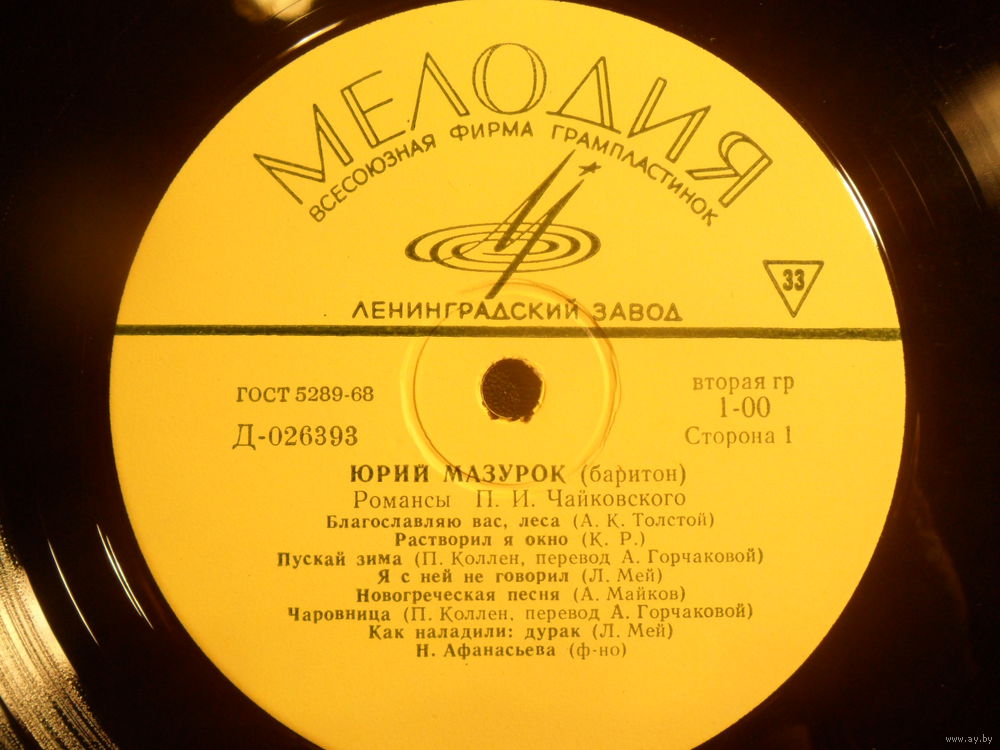 МЕЛОДИЯ
ВСЕСОЮЗНАЯ ФИРМА ГРАМПЛАСТИНОК
33
ЛЕНИНГРАДСКИЙ ЗАВОД
ГОСТ 5289-68
вторая гр
1-00
Д-026393
Сторона 1
ЮРИЙ МАЗУРОК (баритон)
Романсы П. И. Чайковского
Благославляю вас, леса (А. К. Толстой)
Растворил я окно (К. Р.)
Пускай зима (П. Коллен, перевод А. Горчаковой)
Я с ней не говорил (Л. Мей)
Новогреческая песня (А. Майков)
Чаровница (П. Коллен, перевод А. Горчаковой)
Как наладили: дурак (Л. Мей)
Н. Афанасьева (ф-но)
www.ay.by